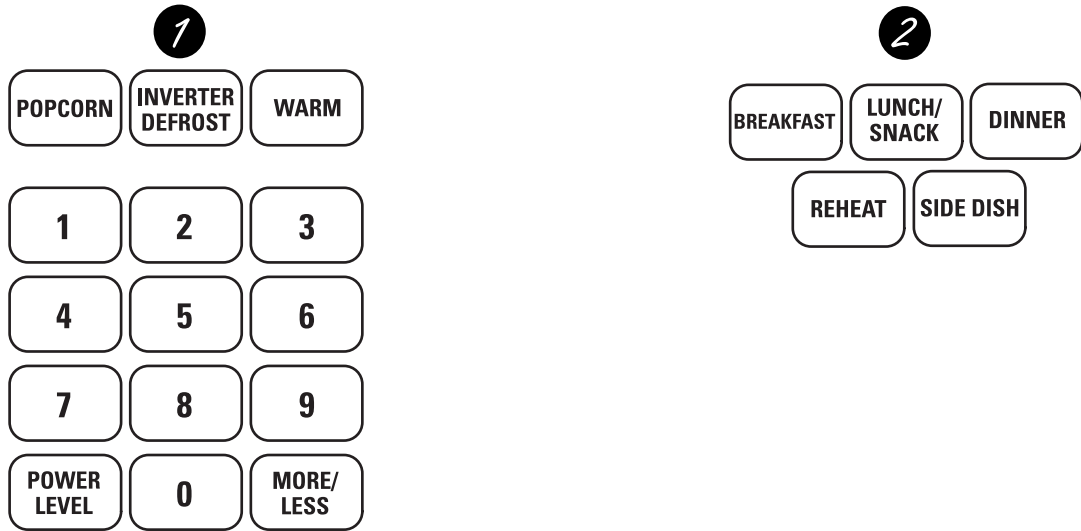 1
POPCORN
INVERTER
DEFROST
WARM
1
2
3
4
5
6
7
8
9
POWER
LEVEL
0
MORE/
LESS
2
BREAKFAST
LUNCH/
SNACK
DINNER
REHEAT
SIDE DISH